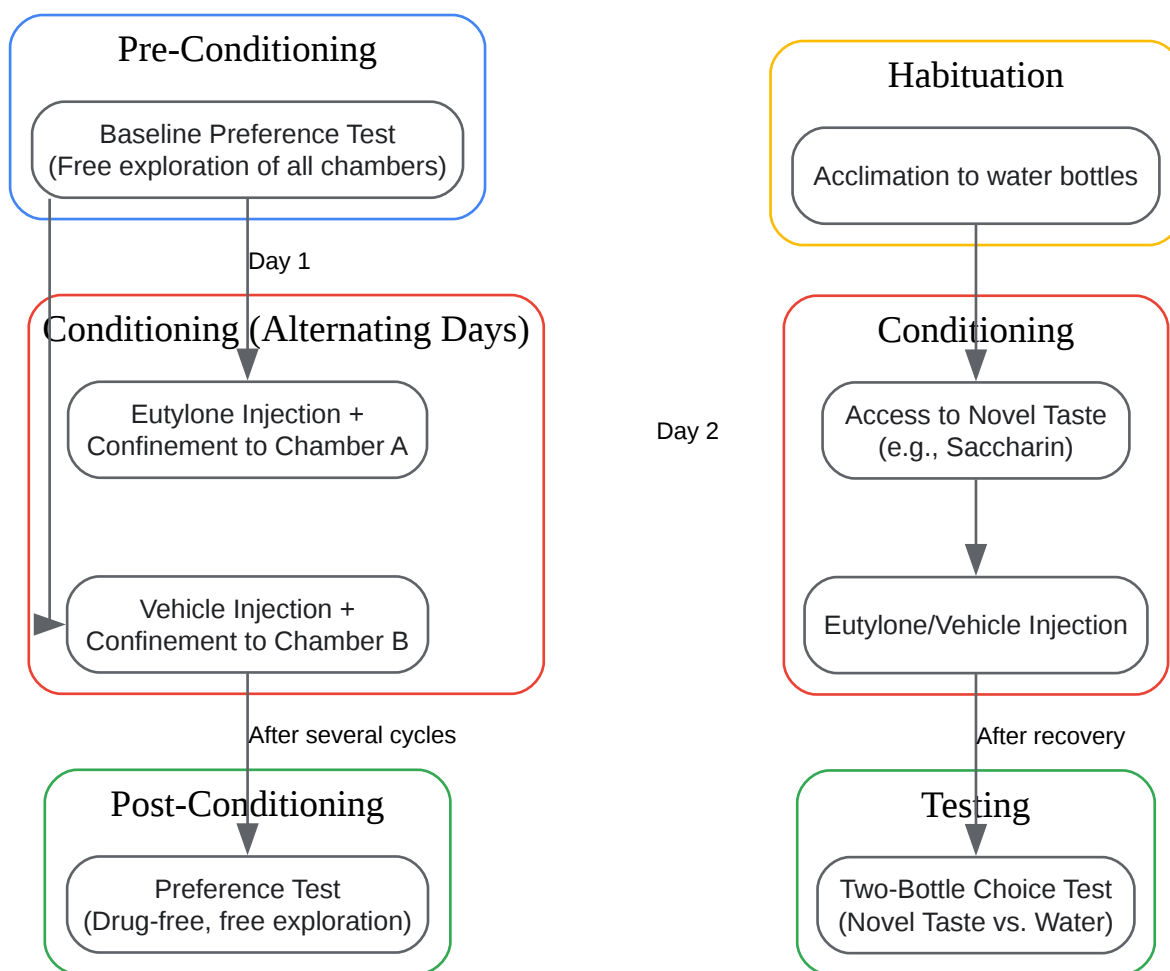 Pre-Conditioning
Baseline Preference Test
(Free exploration of all chambers)
Day 1
Conditioning (Alternating Days)
Eutylone Injection +
Confinement to Chamber A
Day 2
Vehicle Injection +
Confinement to Chamber B
After several cycles
Post-Conditioning
Preference Test
(Drug-free, free exploration)
Habituation
Acclimation to water bottles
Conditioning
Access to Novel Taste
(e.g., Saccharin)
Eutylone/Vehicle Injection
After recovery
Testing
Two-Bottle Choice Test
(Novel Taste vs. Water)